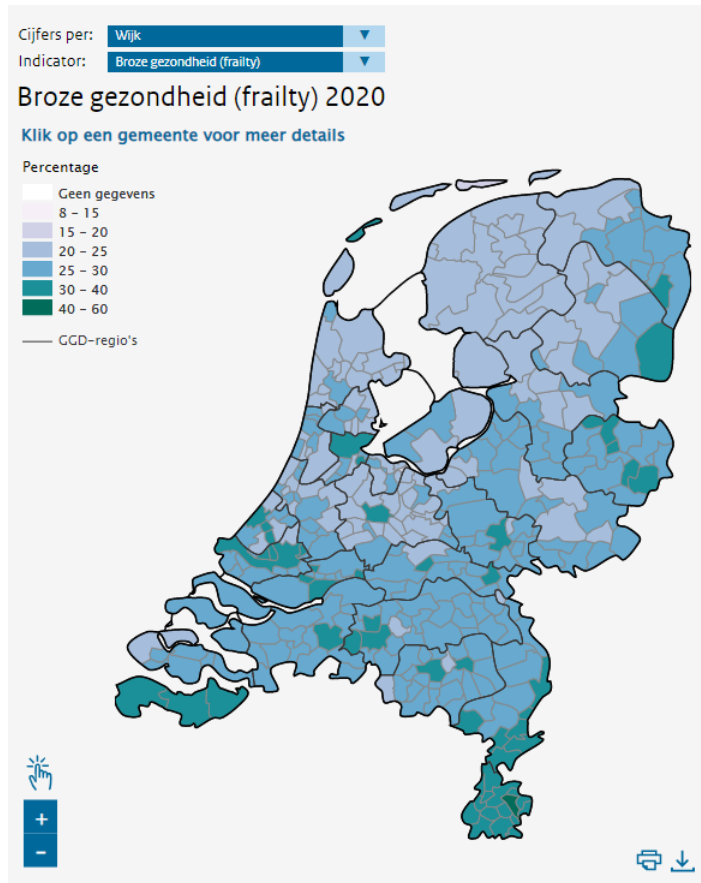 Cijfers per: Wijk
Indicator: Broze gezondheid (frailty)
Broze gezondheid (frailty) 2020
Klik op een gemeente voor meer details
Percentage
Geen gegevens
8 – 15
15 – 20
20 – 25
25 – 30
30 – 40
40 – 60
GGD-regio's
+
–